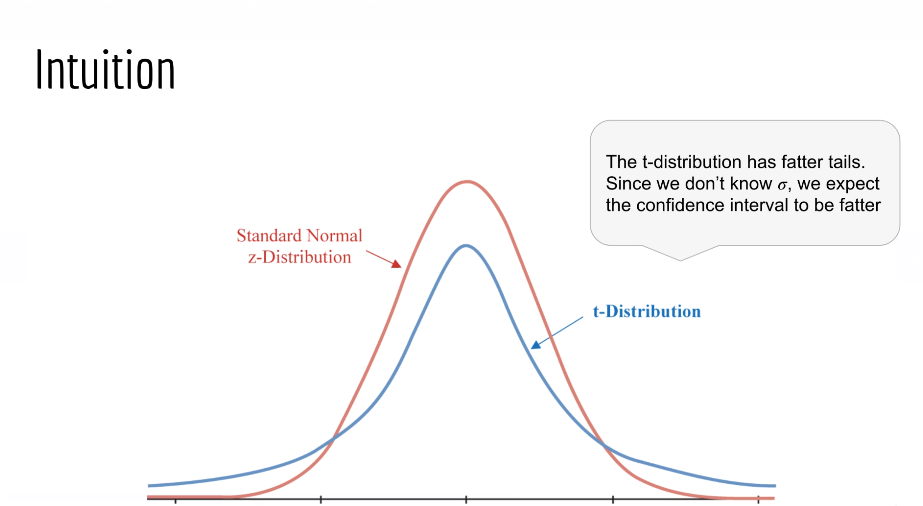 Intuition
The t-distribution has fatter tails.
Since we don't know σ, we expect
the confidence interval to be fatter
Standard Normal
z-Distribution
t-Distribution